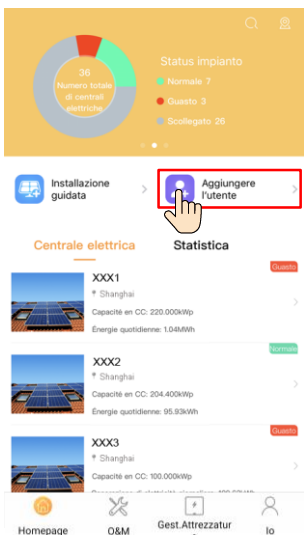 36
Numero totale
di centrali
elettriche
Status impianto
Normale 7
Guasto 3
Scollegato 26
Installazione
guidata
Aggiungere
l'utente
Centrale elettrica
Statistica
Guasto
XXX1
Shanghai
Capacité en CC: 220.000kWp
Énergie quotidienne: 1.04MWh
Normale
XXX2
Shanghai
Capacité en CC: 204.400kWp
Énergie quotidienne: 95.93kWh
Guasto
XXX3
Shanghai
Capacité en CC: 100.000kWp
Homepage
O&M
Gest.Attrezzatur
Io